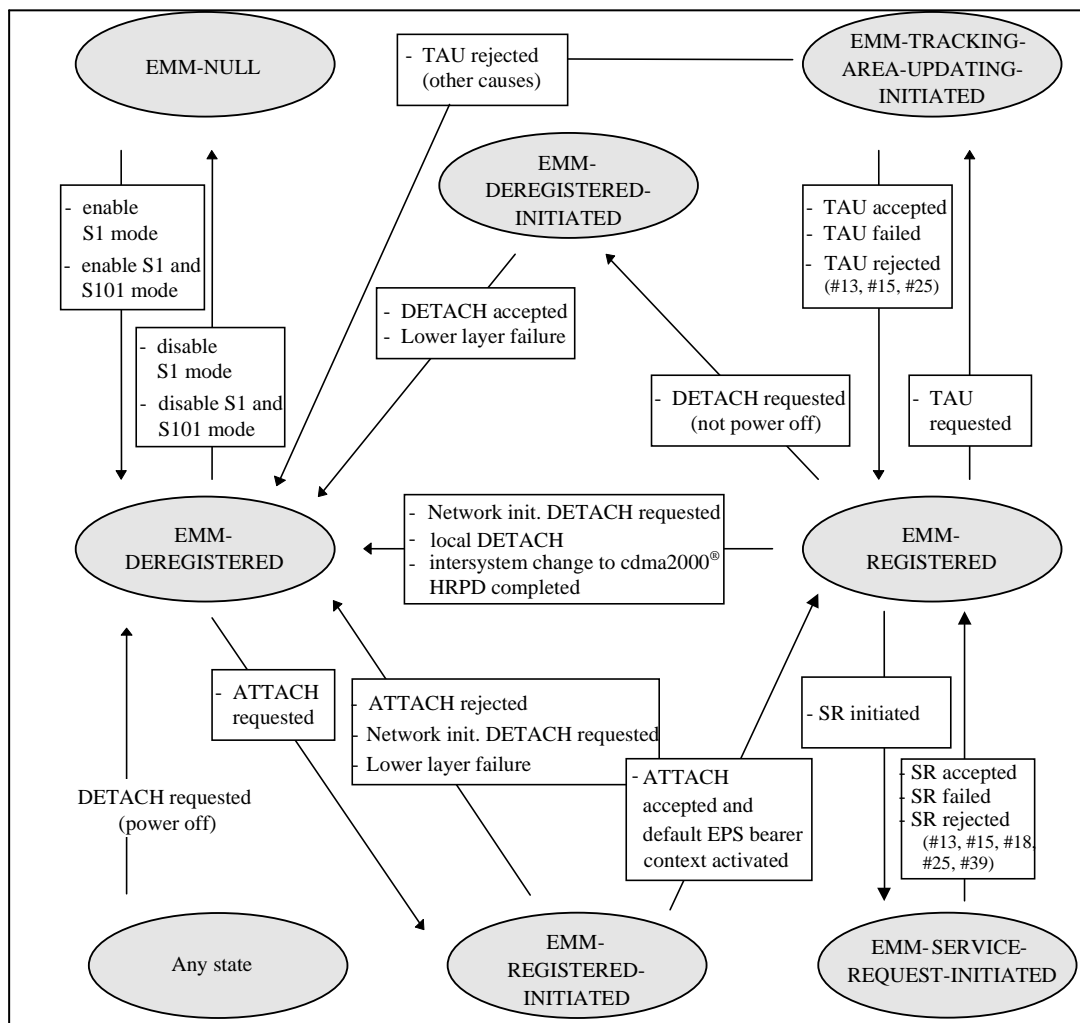 EMM-NULL
- TAU rejected
(other causes)
EMM-TRACKING-
AREA-UPDATING-
INITIATED
EMM-
DEREGISTERED-
INITIATED
- enable
S1 mode
- enable S1 and
S101 mode
- TAU accepted
- TAU failed
- TAU rejected
(#13, #15, #25)
- DETACH accepted
- Lower layer failure
- disable
S1 mode
- disable S1 and
S101 mode
- DETACH requested
(not power off)
- TAU
requested
EMM-
DEREGISTERED
- Network init. DETACH requested
- local DETACH
- intersystem change to cdma2000®
HRPD completed
EMM-
REGISTERED
- ATTACH
requested
- ATTACH rejected
- Network init. DETACH requested
- Lower layer failure
- SR initiated
DETACH requested
(power off)
- ATTACH
accepted and
default EPS bearer
context activated
- SR accepted
- SR failed
- SR rejected
(#13, #15, #18,
#25, #39)
Any state
EMM-
REGISTERED-
INITIATED
EMM-SERVICE-
REQUEST-INITIATED